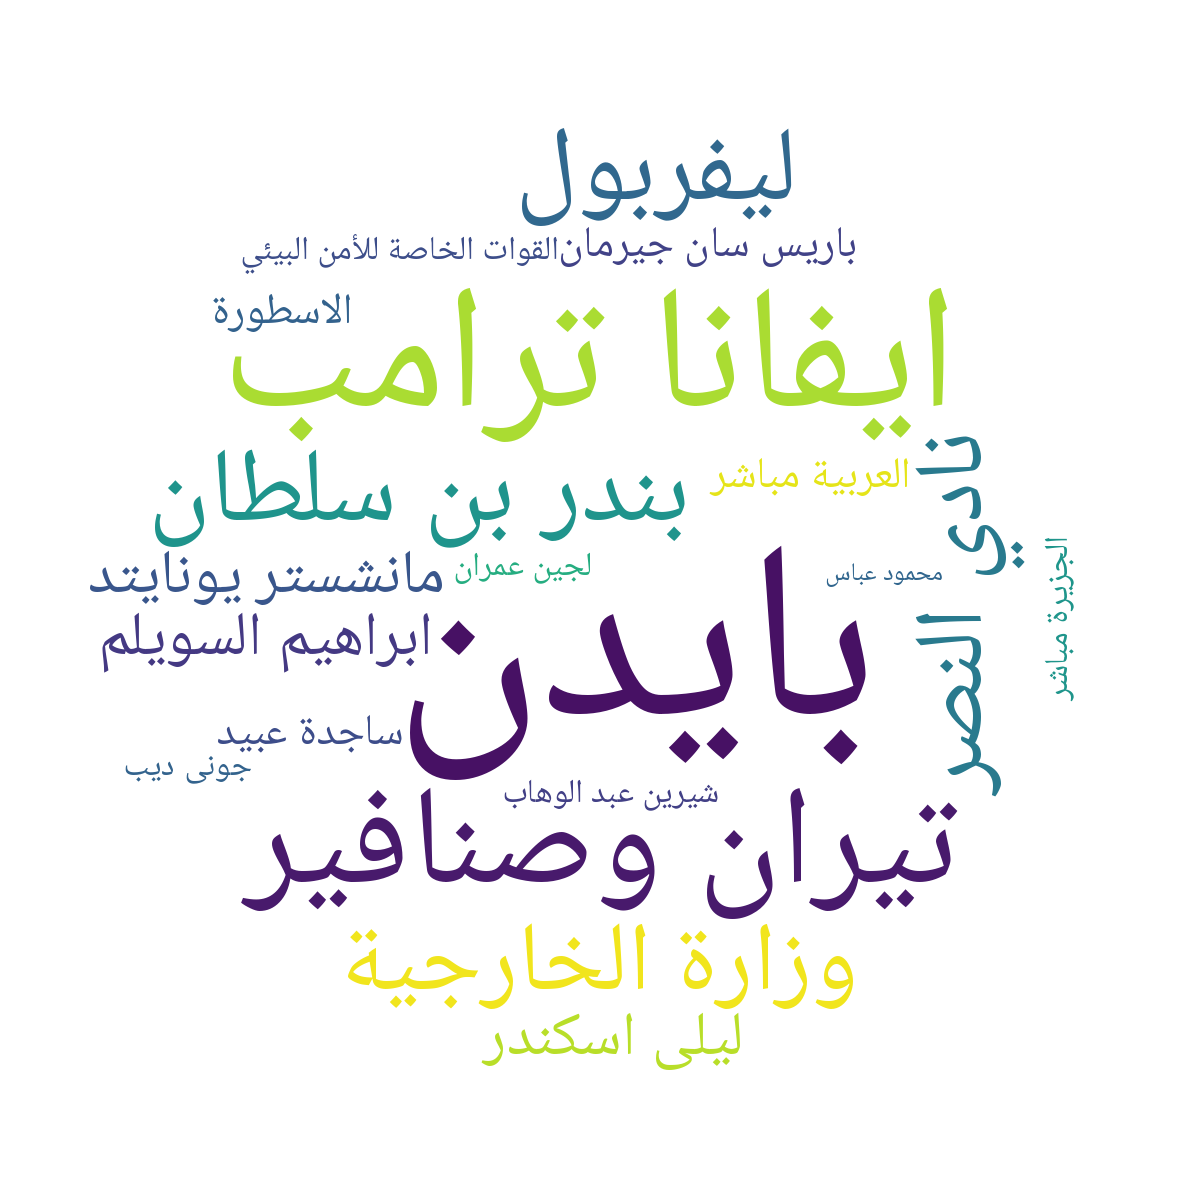 ليفربول
باريس سان جيرمان
القوات الخاصة للأمن البيئي
الاسطورة
ايفانا ترامب
العربية مباشر
نادي النصر
بندر بن سلطان
مانشستر يونايتد
لجين عمران
محمود عباس
الجزيرة مباشر
ابراهيم السويلم
بايدن
ساجدة عبيد
جونى ديب
شيرين عبد الوهاب
تيران وصنافير
وزارة الخارجية
ليلى اسكندر